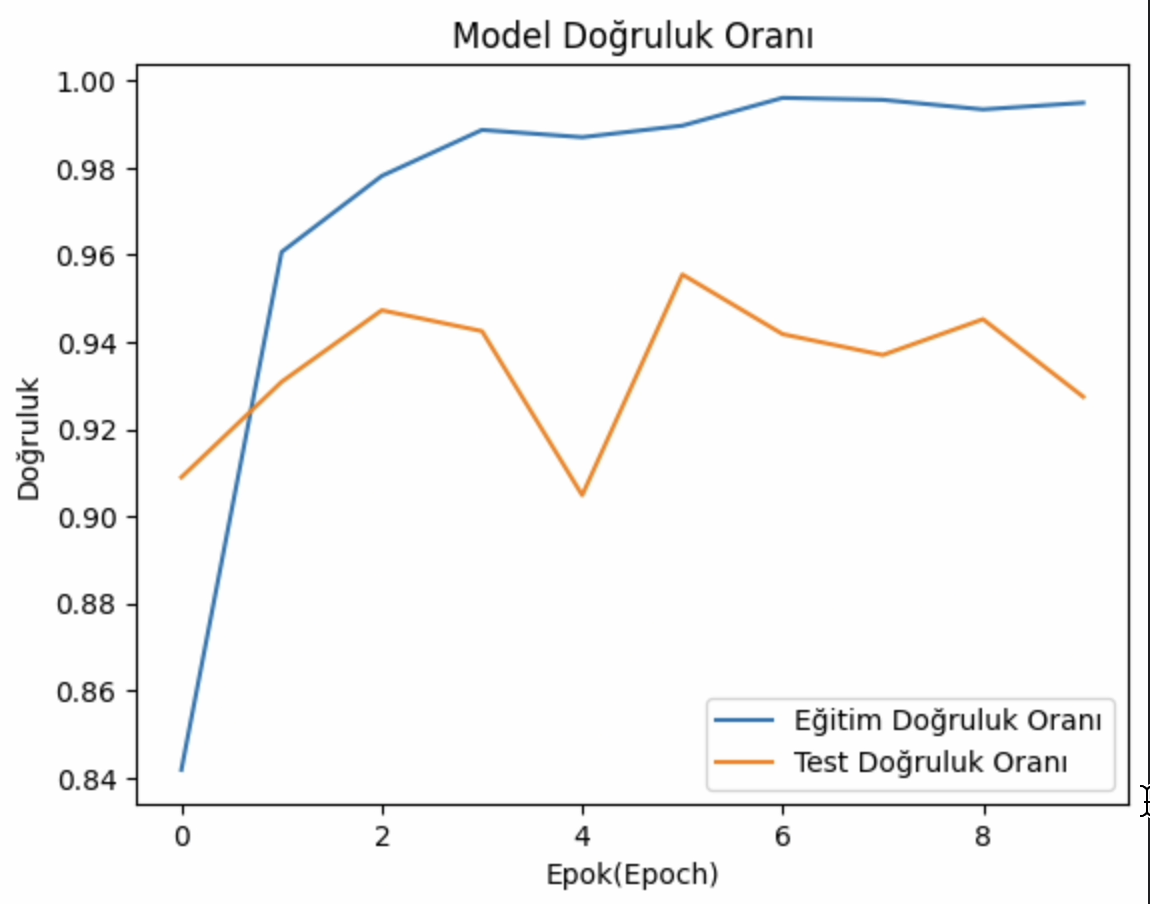 Model Doğruluk Oranı
1.00
0.98
0.96
0.94
0.92
0.90
0.88
0.86
0.84
Doğruluk
Eğitim Doğruluk Oranı
Test Doğruluk Oranı
0 2 4 6 8
Epok(Epoch)